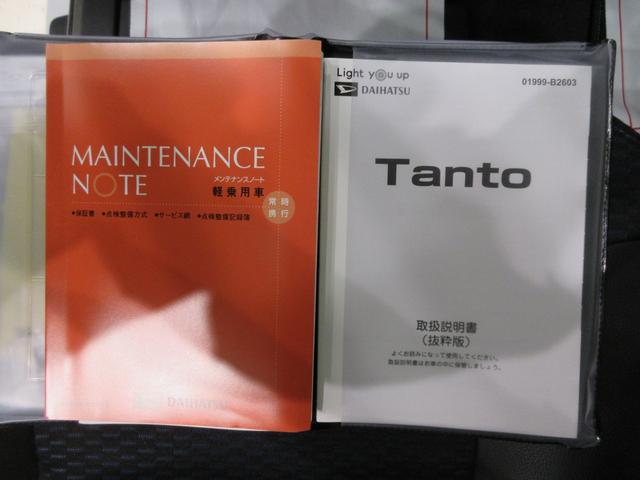 MAINTENANCE
NOTE
メンテナンスノート
軽乗用車
常時
携行
●保証書 ●点検整備方式 ●サービス網 ●点検整備記録簿
DAIHATSU
Light you up
DAIHATSU
01999-B2603
Tanto
取扱説明書
（抜粋版）
よくお読みになって使用してください。
取扱説明書はお車の中に保管しましょう。